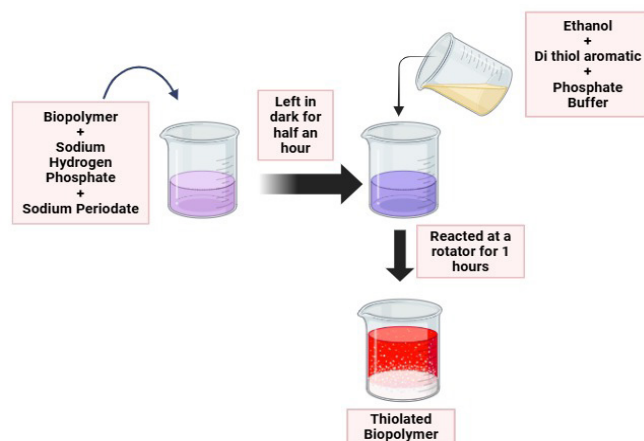 Biopolymer
+
Sodium
Hydrogen
Phosphate
+
Sodium Periodate
Left in
dark for
half an
hour
Ethanol
+
Di thiol aromatic
+
Phosphate
Buffer
Reacted at a
rotator for 1
hours
Thiolated
Biopolymer